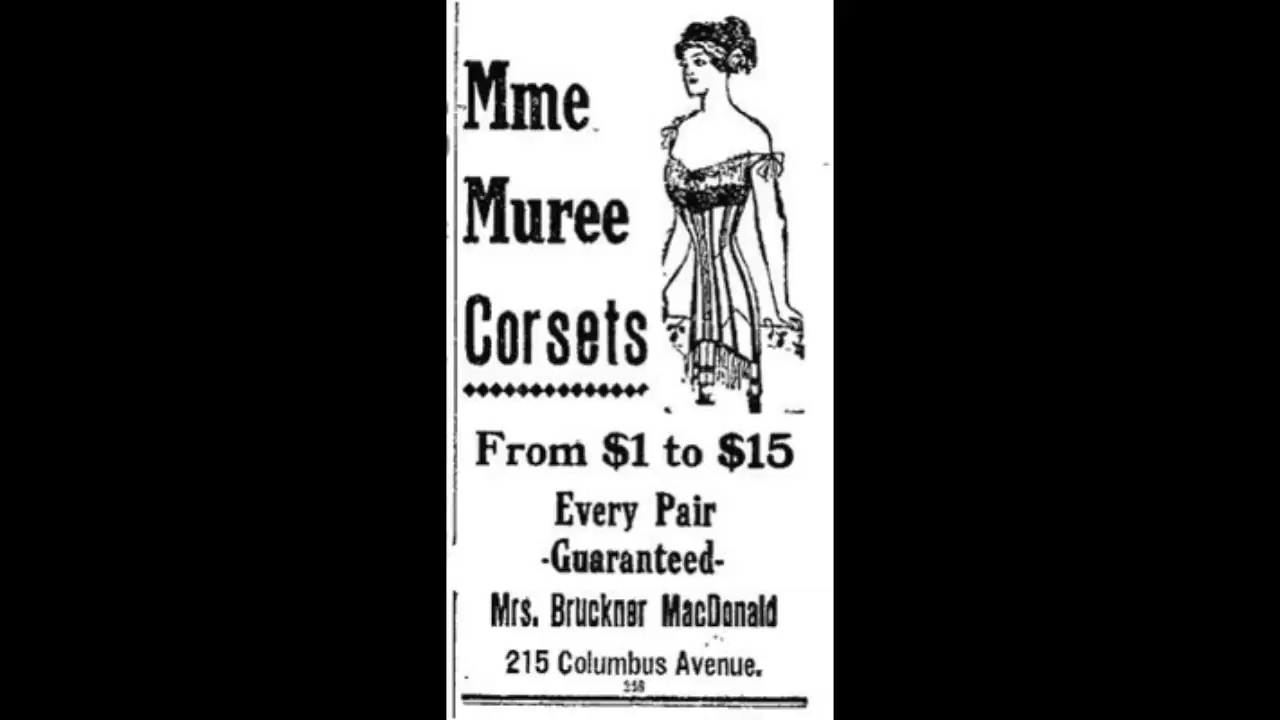 Mme
Muree
Corsets
From $1 to $15
Every Pair
-Guaranteed-
Mrs. Bruckner MacDonald
215 Columbus Avenue.